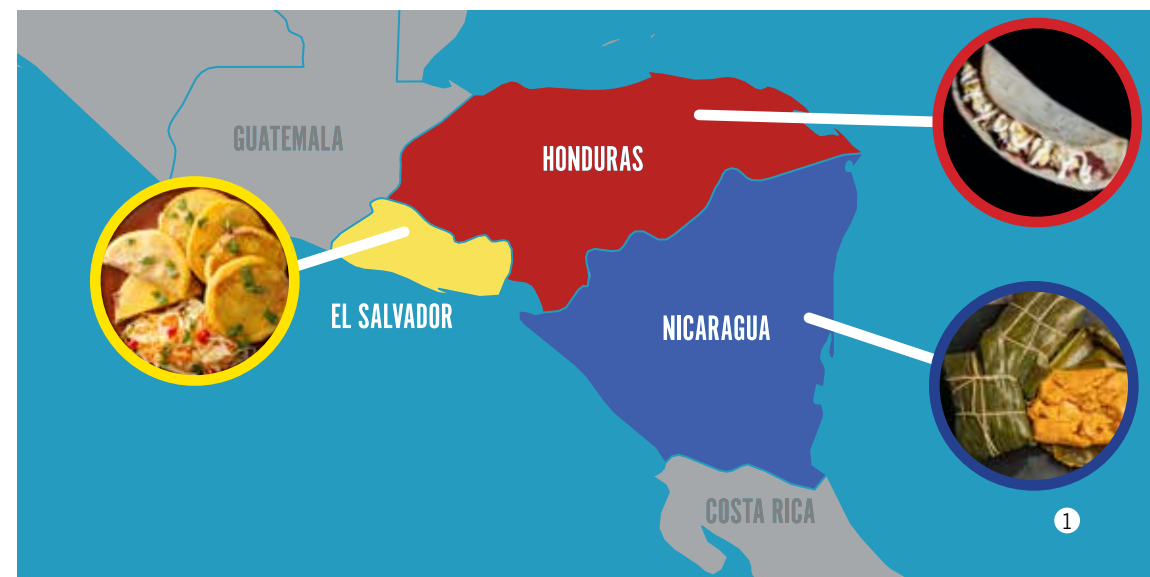 GUATEMALA
HONDURAS
EL SALVADOR
NICARAGUA
COSTA RICA
1